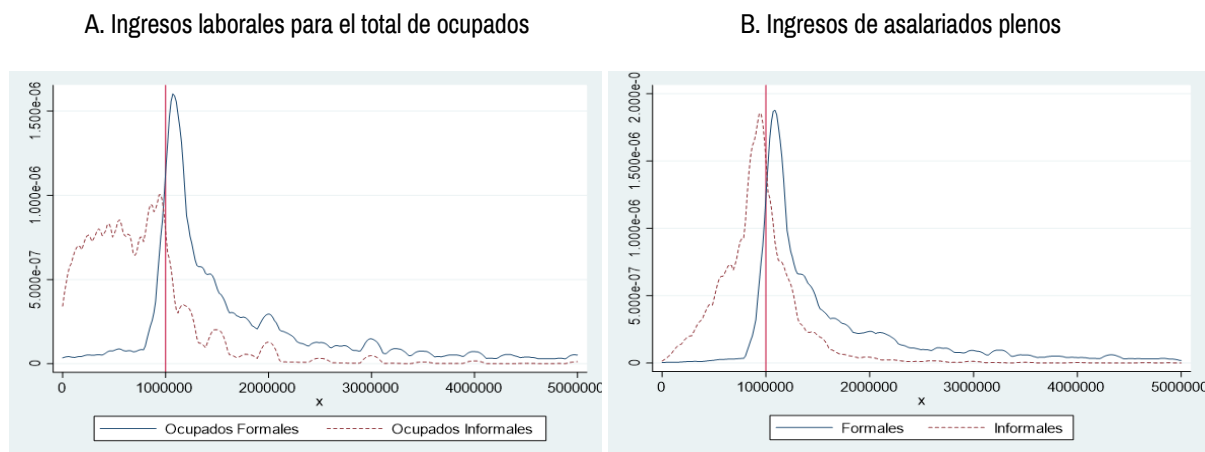 A. Ingresos laborales para el total de ocupados
1.500e-06
1.000e-06
5.000e-07
0
0 1000000 2000000 3000000 4000000 5000000
x
Ocupados Formales Ocupados Informales
B. Ingresos de asalariados plenos
2.000e-0
1.500e-06
1.000e-06
5.000e-07
0
0 1000000 2000000 3000000 4000000 5000000
x
Formales Informales